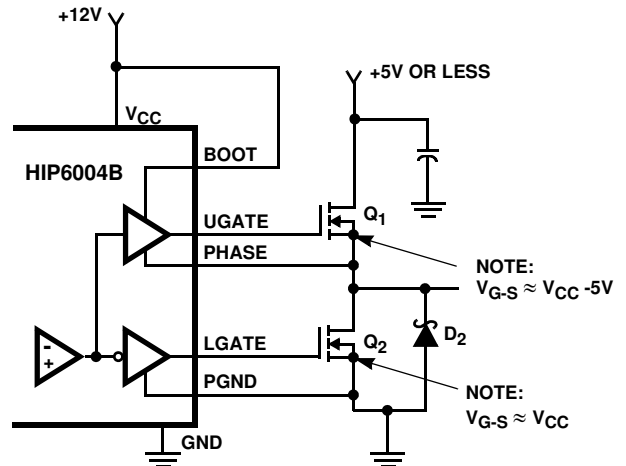 +12V
+5V OR LESS
VCC
BOOT
HIP6004B
UGATE
Q1
PHASE
NOTE:
VG-S ≈ VCC -5V
LGATE
Q2
D2
-
+
PGND
NOTE:
VG-S ≈ VCC
GND